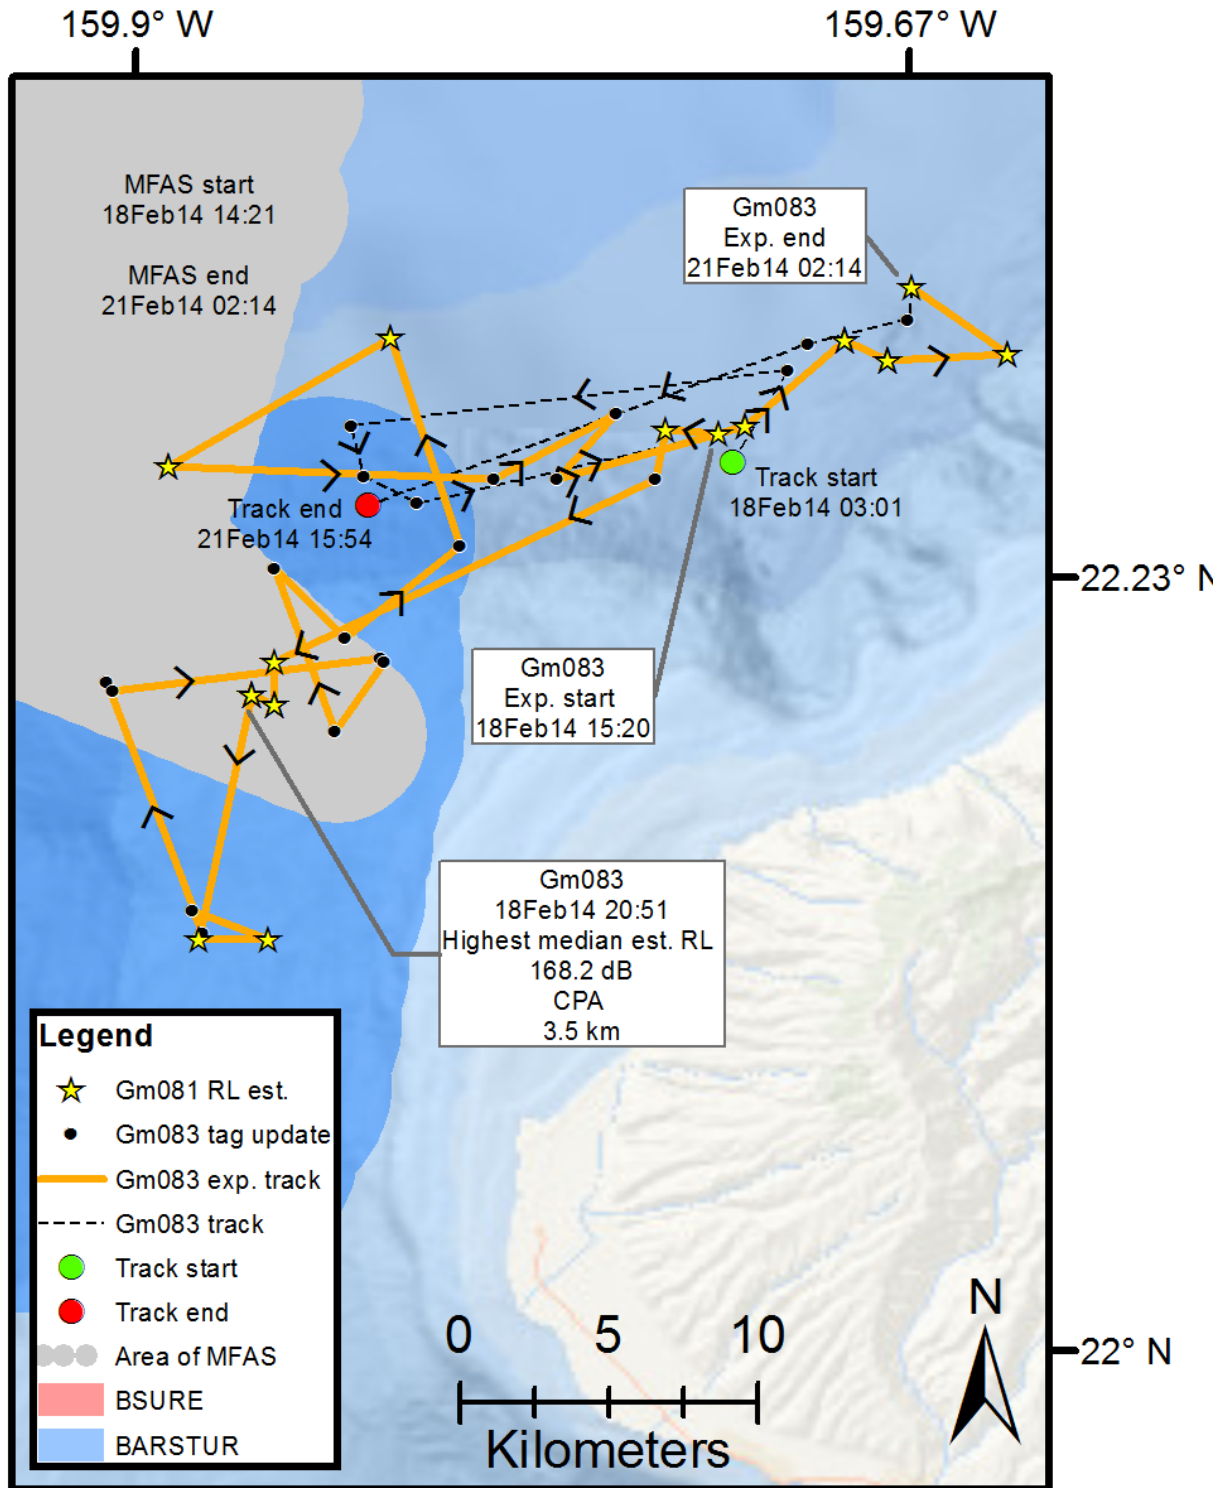 159.9° W
159.67° W
MFAS start
18Feb14 14:21
MFAS end
21Feb14 02:14
Gm083
Exp. end
21Feb14 02:14
Track start
18Feb14 03:01
Track end
21Feb14 15:54
22.23° N
Gm083
Exp. start
18Feb14 15:20
Gm083
18Feb14 20:51
Highest median est. RL
168.2 dB
CPA
3.5 km
Legend
Gm081 RL est.
Gm083 tag update
Gm083 exp. track
Gm083 track
Track start
Track end
Area of MFAS
BSURE
BARSTUR
0 5 10
Kilometers
N
22° N